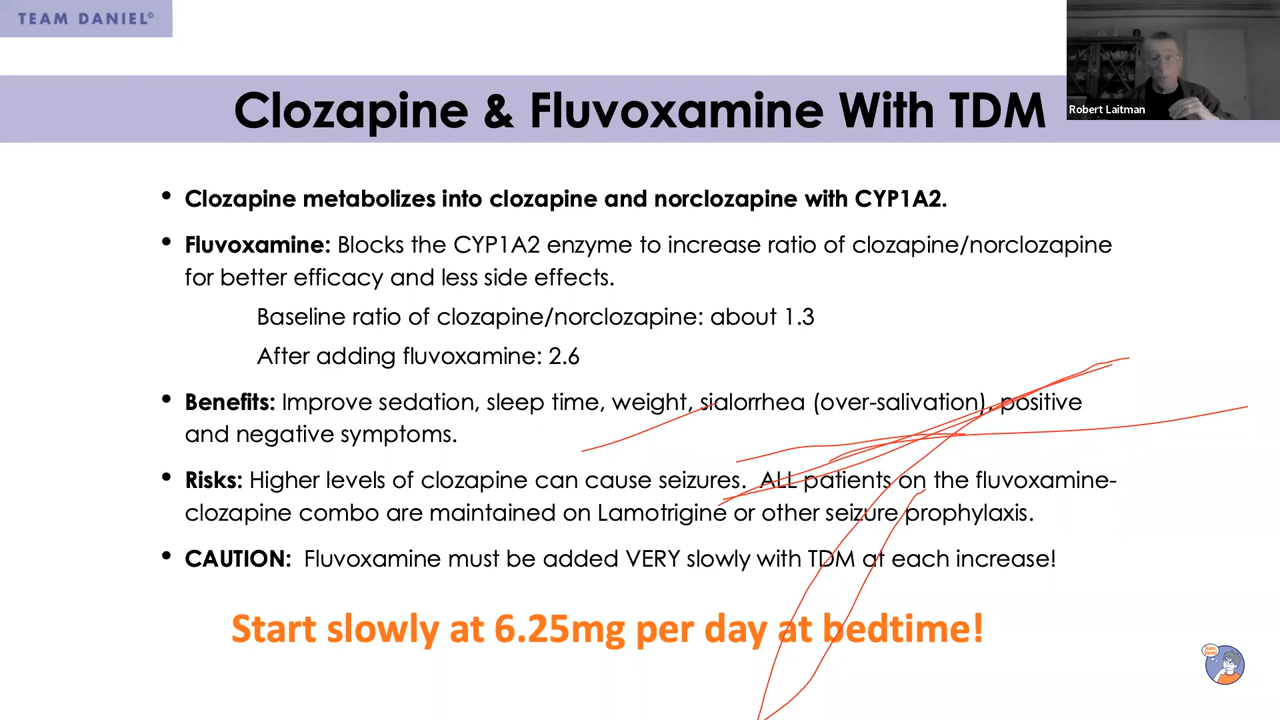 TEAM DANIEL©
Robert Laitman
Clozapine & Fluvoxamine With TDM
• Clozapine metabolizes into clozapine and norclozapine with CYP1A2.
• Fluvoxamine: Blocks the CYP1A2 enzyme to increase ratio of clozapine/norclozapine
for better efficacy and less side effects.
Baseline ratio of clozapine/norclozapine: about 1.3
After adding fluvoxamine: 2.6
• Benefits: Improve sedation, sleep time, weight, sialorrhea (over-salivation), positive
and negative symptoms.
• Risks: Higher levels of clozapine can cause seizures. ALL patients on the fluvoxamine-
clozapine combo are maintained on Lamotrigine or other seizure prophylaxis.
• CAUTION: Fluvoxamine must be added VERY slowly with TDM at each increase!
Start slowly at 6.25mg per day at bedtime!